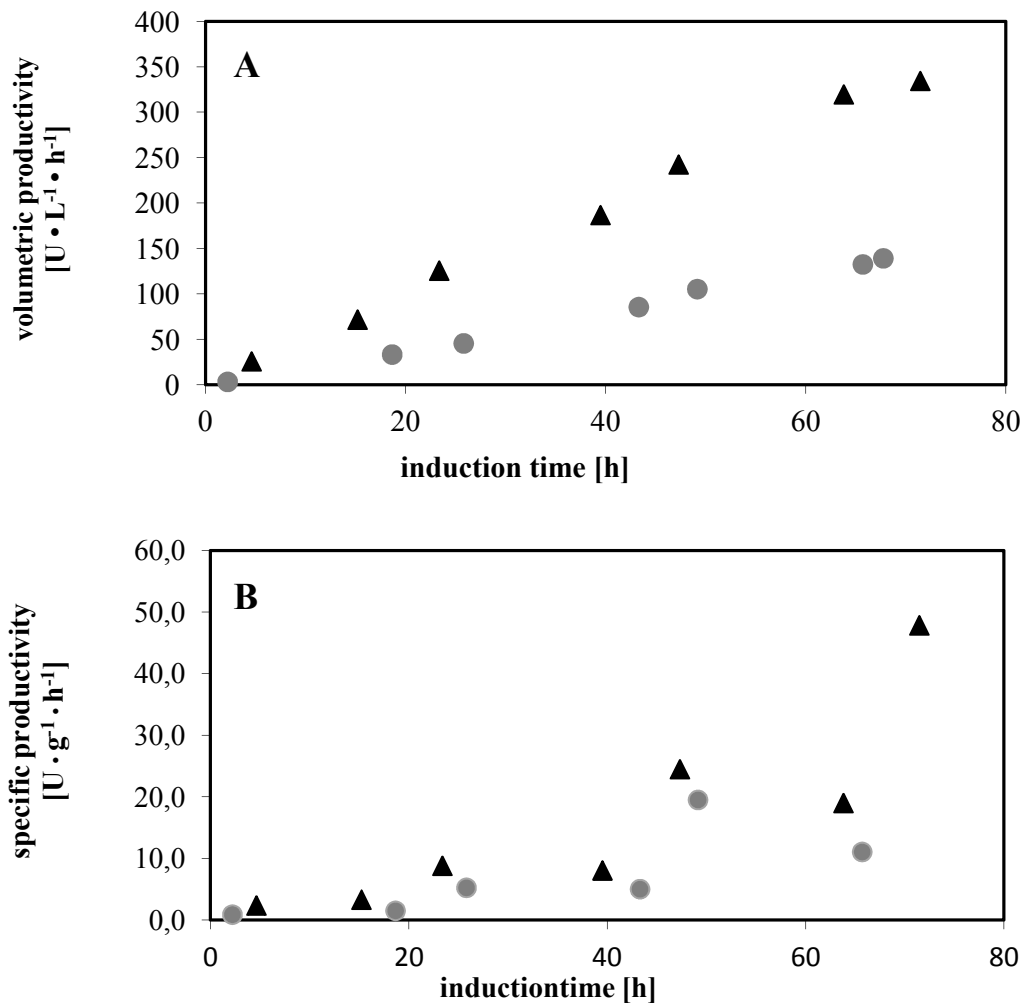 A
volumetric productivity
[U • L⁻¹ • h⁻¹]
400
350
300
250
200
150
100
50
0
0 20 40 60 80
induction time [h]
B
specific productivity
[U · g⁻¹ · h⁻¹]
60,0
50,0
40,0
30,0
20,0
10,0
0,0
0 20 40 60 80
inductiontime [h]